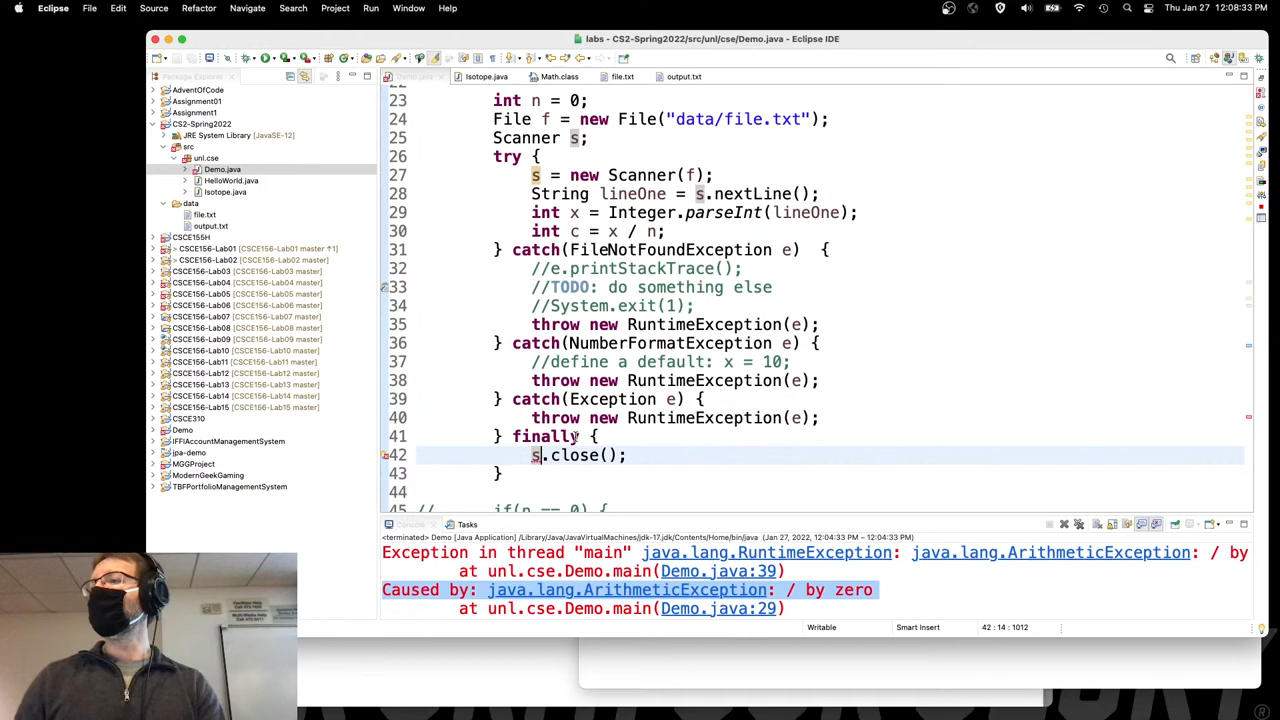 Eclipse File Edit Source Refactor Navigate Search Project Run Window Help Thu Jan 27 12:08:33 PM
labs - CS2-Spring2022/src/unl/cse/Demo.java - Eclipse IDE
Package Explorer
Demo.java Isotope.java Math.class file.txt output.txt
AdventOfCode
Assignment01
Assignment1
CS2-Spring2022
JRE System Library [JavaSE-12]
src
unl.cse
Demo.java
HelloWorld.java
Isotope.java
data
file.txt
output.txt
CSCE155H
> CSCE156-Lab01 [CSCE156-Lab01 master ↑1]
> CSCE156-Lab02 [CSCE156-Lab02 master]
CSCE156-Lab03 [CSCE156-Lab03 master]
CSCE156-Lab04 [CSCE156-Lab04 master]
CSCE156-Lab05 [CSCE156-Lab05 master]
CSCE156-Lab06 [CSCE156-Lab06 master]
CSCE156-Lab07 [CSCE156-Lab07 master]
CSCE156-Lab08 [CSCE156-Lab08 master]
CSCE156-Lab09 [CSCE156-Lab09 master]
CSCE156-Lab10 [CSCE156-Lab10 master]
CSCE156-Lab11 [CSCE156-Lab11 master]
CSCE156-Lab12 [CSCE156-Lab12 master]
CSCE156-Lab13 [CSCE156-Lab13 master]
CSCE156-Lab14 [CSCE156-Lab14 master]
CSCE156-Lab15 [CSCE156-Lab15 master]
CSCE310
Demo
IFFIAccountManagementSystem
jpa-demo
MGGProject
ModernGeekGaming
TBFPortfolioManagementSystem
23 int n = 0;
24 File f = new File("data/file.txt");
25 Scanner s;
26 try {
27 s = new Scanner(f);
28 String lineOne = s.nextLine();
29 int x = Integer.parseInt(lineOne);
30 int c = x / n;
31 } catch(FileNotFoundException e) {
32 //e.printStackTrace();
33 //TODO: do something else
34 //System.exit(1);
35 throw new RuntimeException(e);
36 } catch(NumberFormatException e) {
37 //define a default: x = 10;
38 throw new RuntimeException(e);
39 } catch(Exception e) {
40 throw new RuntimeException(e);
41 } finally {
42 s.close();
43 }
44
45 // if(n == 0) {
Console Tasks
<terminated> Demo [Java Application] /Library/Java/JavaVirtualMachines/jdk-17.jdk/Contents/Home/bin/java (Jan 27, 2022, 12:04:33 PM – 12:04:33 PM)
Exception in thread "main" java.lang.RuntimeException: java.lang.ArithmeticException: / by
at unl.cse.Demo.main(Demo.java:39)
Caused by: java.lang.ArithmeticException: / by zero
at unl.cse.Demo.main(Demo.java:29)
Writable Smart Insert 42 : 14 : 1012